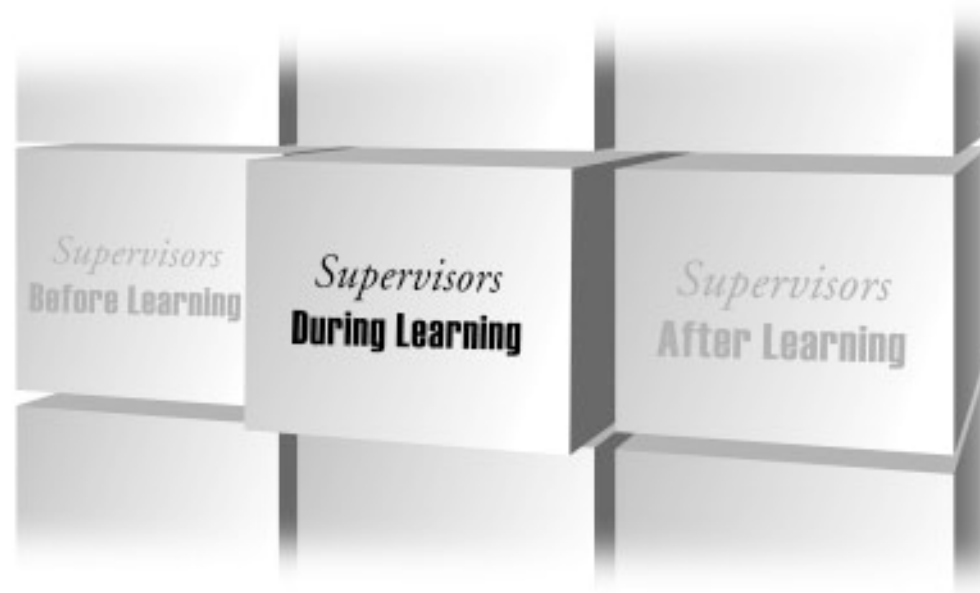 Supervisors
Before Learning
Supervisors
During Learning
Supervisors
After Learning